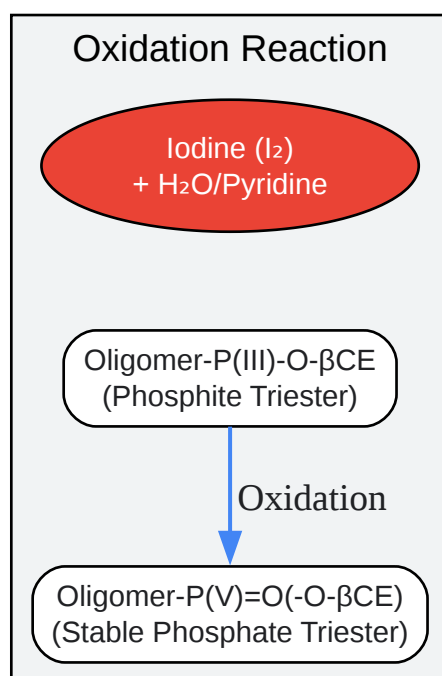 Oxidation Reaction
Iodine (I₂)
+ H₂O/Pyridine
Oligomer-P(III)-O-βCE
(Phosphite Triester)
Oxidation
Oligomer-P(V)=O(-O-βCE)
(Stable Phosphate Triester)